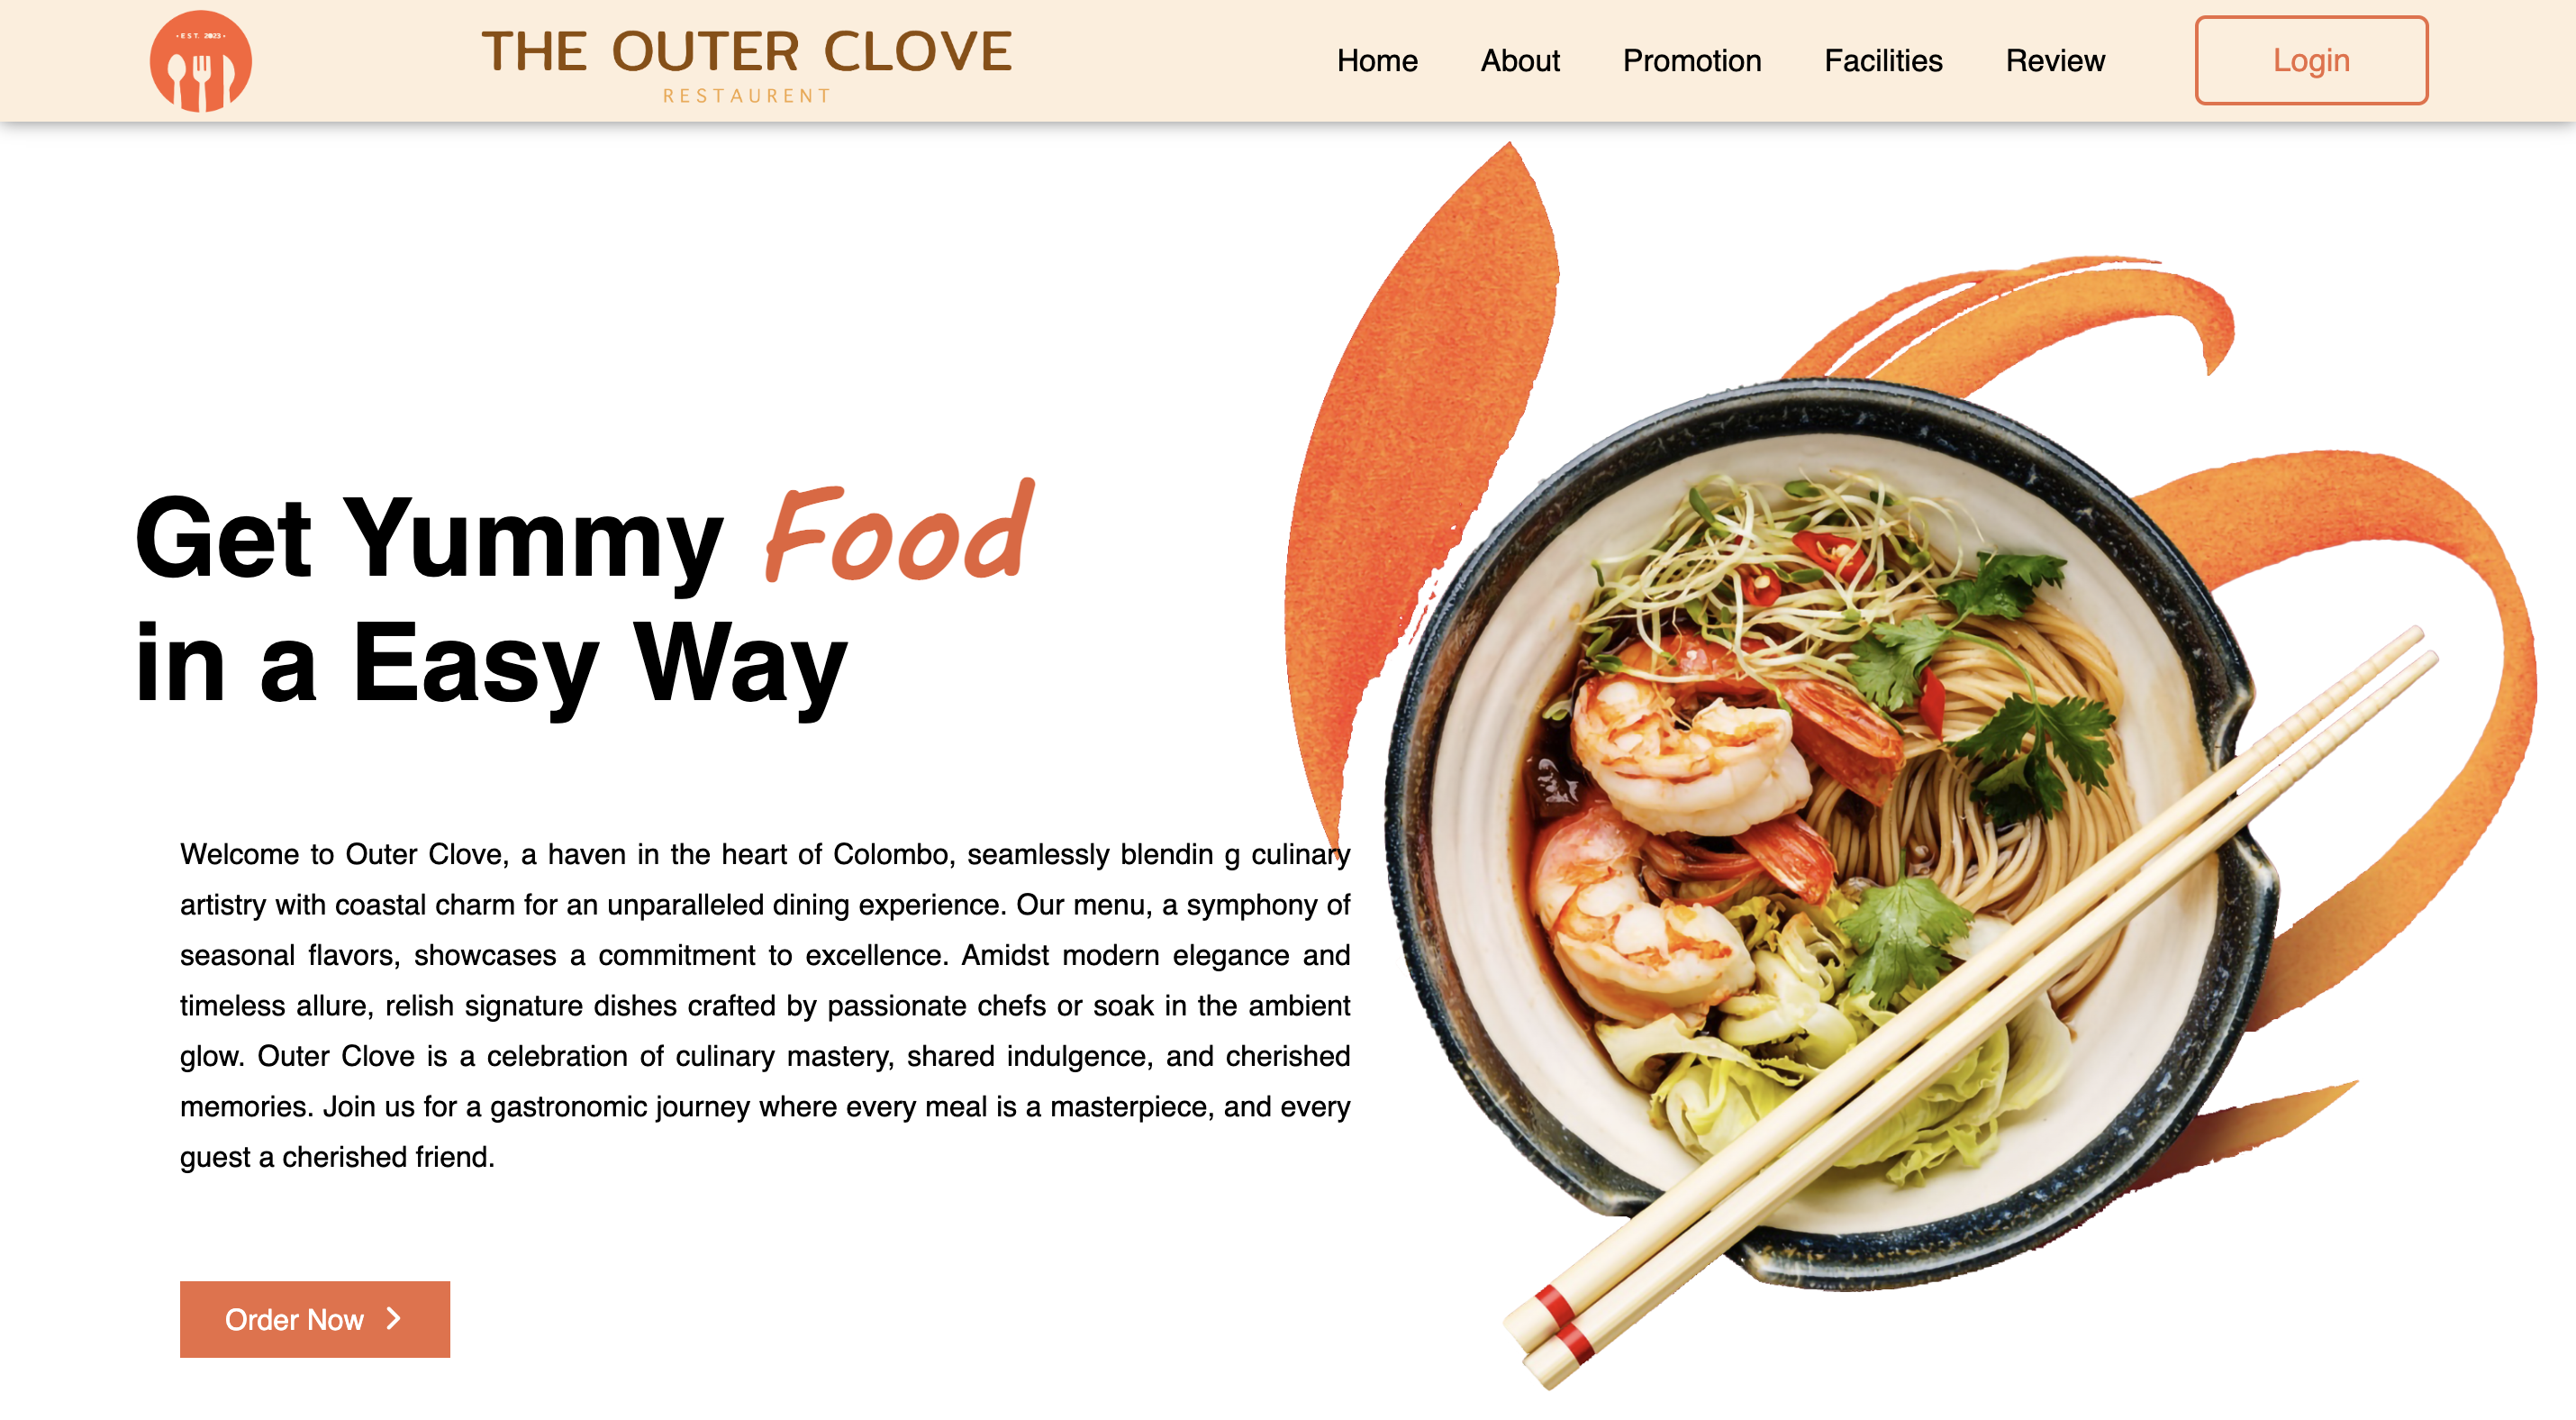 • EST. 2023 •
THE OUTER CLOVE
RESTAURENT
Home About Promotion Facilities Review Login
Get Yummy Food
in a Easy Way
Welcome to Outer Clove, a haven in the heart of Colombo, seamlessly blendin g culinary
artistry with coastal charm for an unparalleled dining experience. Our menu, a symphony of
seasonal flavors, showcases a commitment to excellence. Amidst modern elegance and
timeless allure, relish signature dishes crafted by passionate chefs or soak in the ambient
glow. Outer Clove is a celebration of culinary mastery, shared indulgence, and cherished
memories. Join us for a gastronomic journey where every meal is a masterpiece, and every
guest a cherished friend.
Order Now